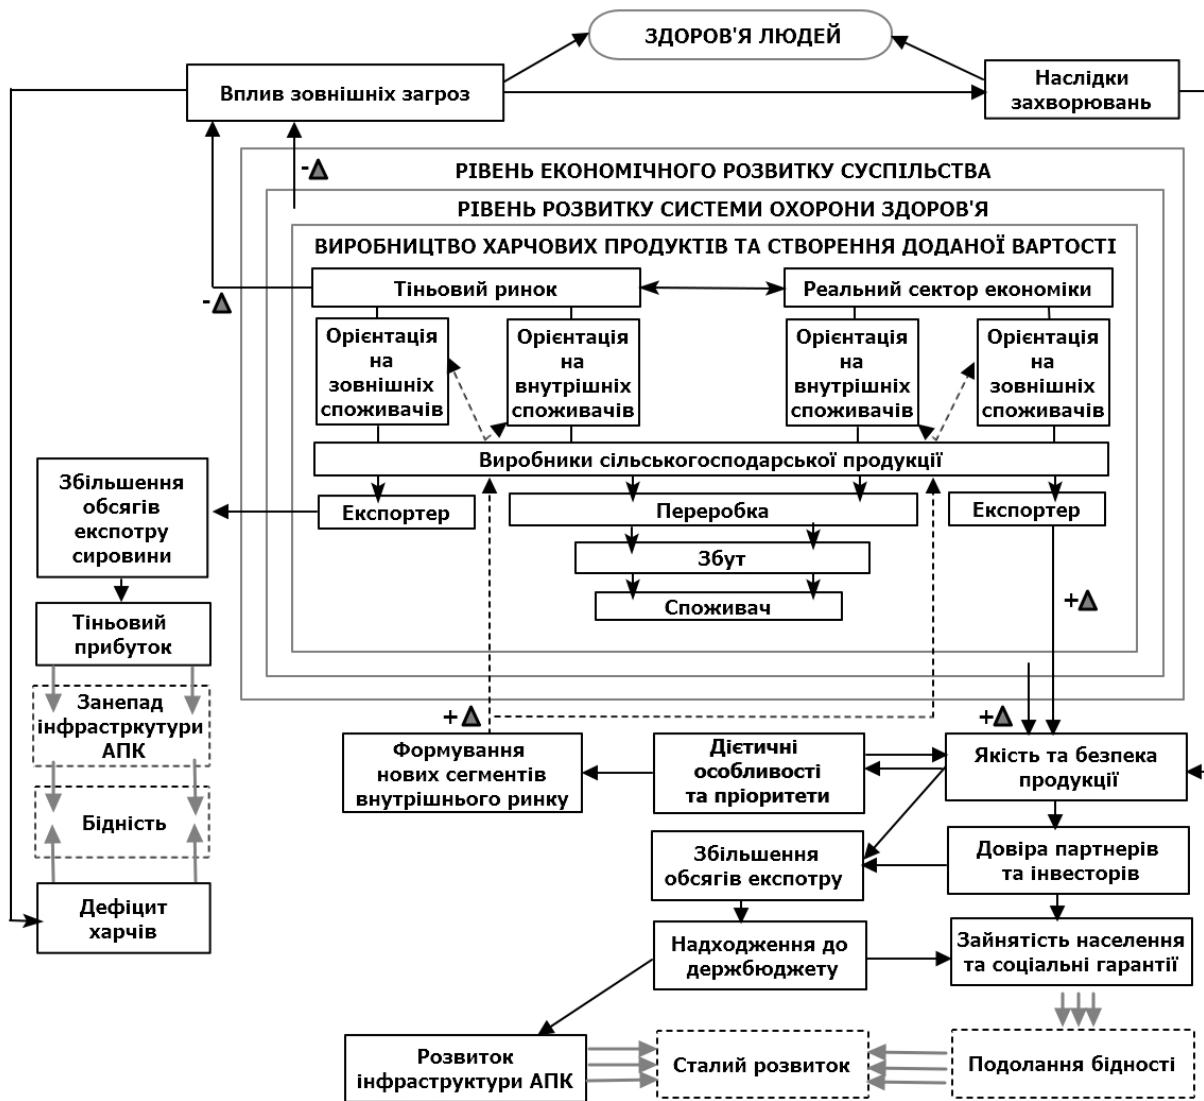 ЗДОРОВ'Я ЛЮДЕЙ
Вплив зовнішніх загроз
Наслідки
захворювань
-Δ
РІВЕНЬ ЕКОНОМІЧНОГО РОЗВИТКУ СУСПІЛЬСТВА
РІВЕНЬ РОЗВИТКУ СИСТЕМИ ОХОРОНИ ЗДОРОВ'Я
ВИРОБНИЦТВО ХАРЧОВИХ ПРОДУКТІВ ТА СТВОРЕННЯ ДОДАНОЇ ВАРТОСТІ
-Δ
Тіньовий ринок
Реальний сектор економіки
Орієнтація
на
зовнішніх
споживачів
Орієнтація
на
внутрішніх
споживачів
Орієнтація
на
внутрішніх
споживачів
Орієнтація
на
зовнішніх
споживачів
Виробники сільськогосподарської продукції
Експортер
Переробка
Експортер
Збут
Споживач
+Δ
Збільшення
обсягів
експотру
сировини
Тіньовий
прибуток
Занепад
інфрастркутури
АПК
Бідність
Дефіцит
харчів
+Δ
+Δ
Формування
нових сегментів
внутрішнього ринку
Дієтичні
особливості
та пріоритети
Якість та безпека
продукції
Збільшення
обсягів експотру
Довіра партнерів
та інвесторів
Надходження до
держбюджету
Зайнятість населення
та соціальні гарантії
Розвиток
інфраструктури АПК
Сталий розвиток
Подолання бідності